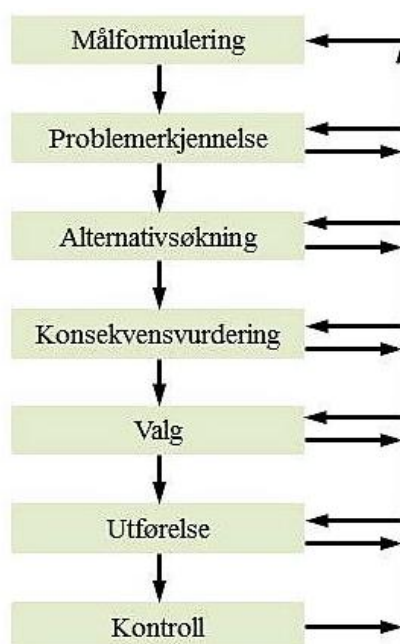 Målformulering
Problemerkjennelse
Alternativsøkning
Konsekvensvurdering
Valg
Utførelse
Kontroll